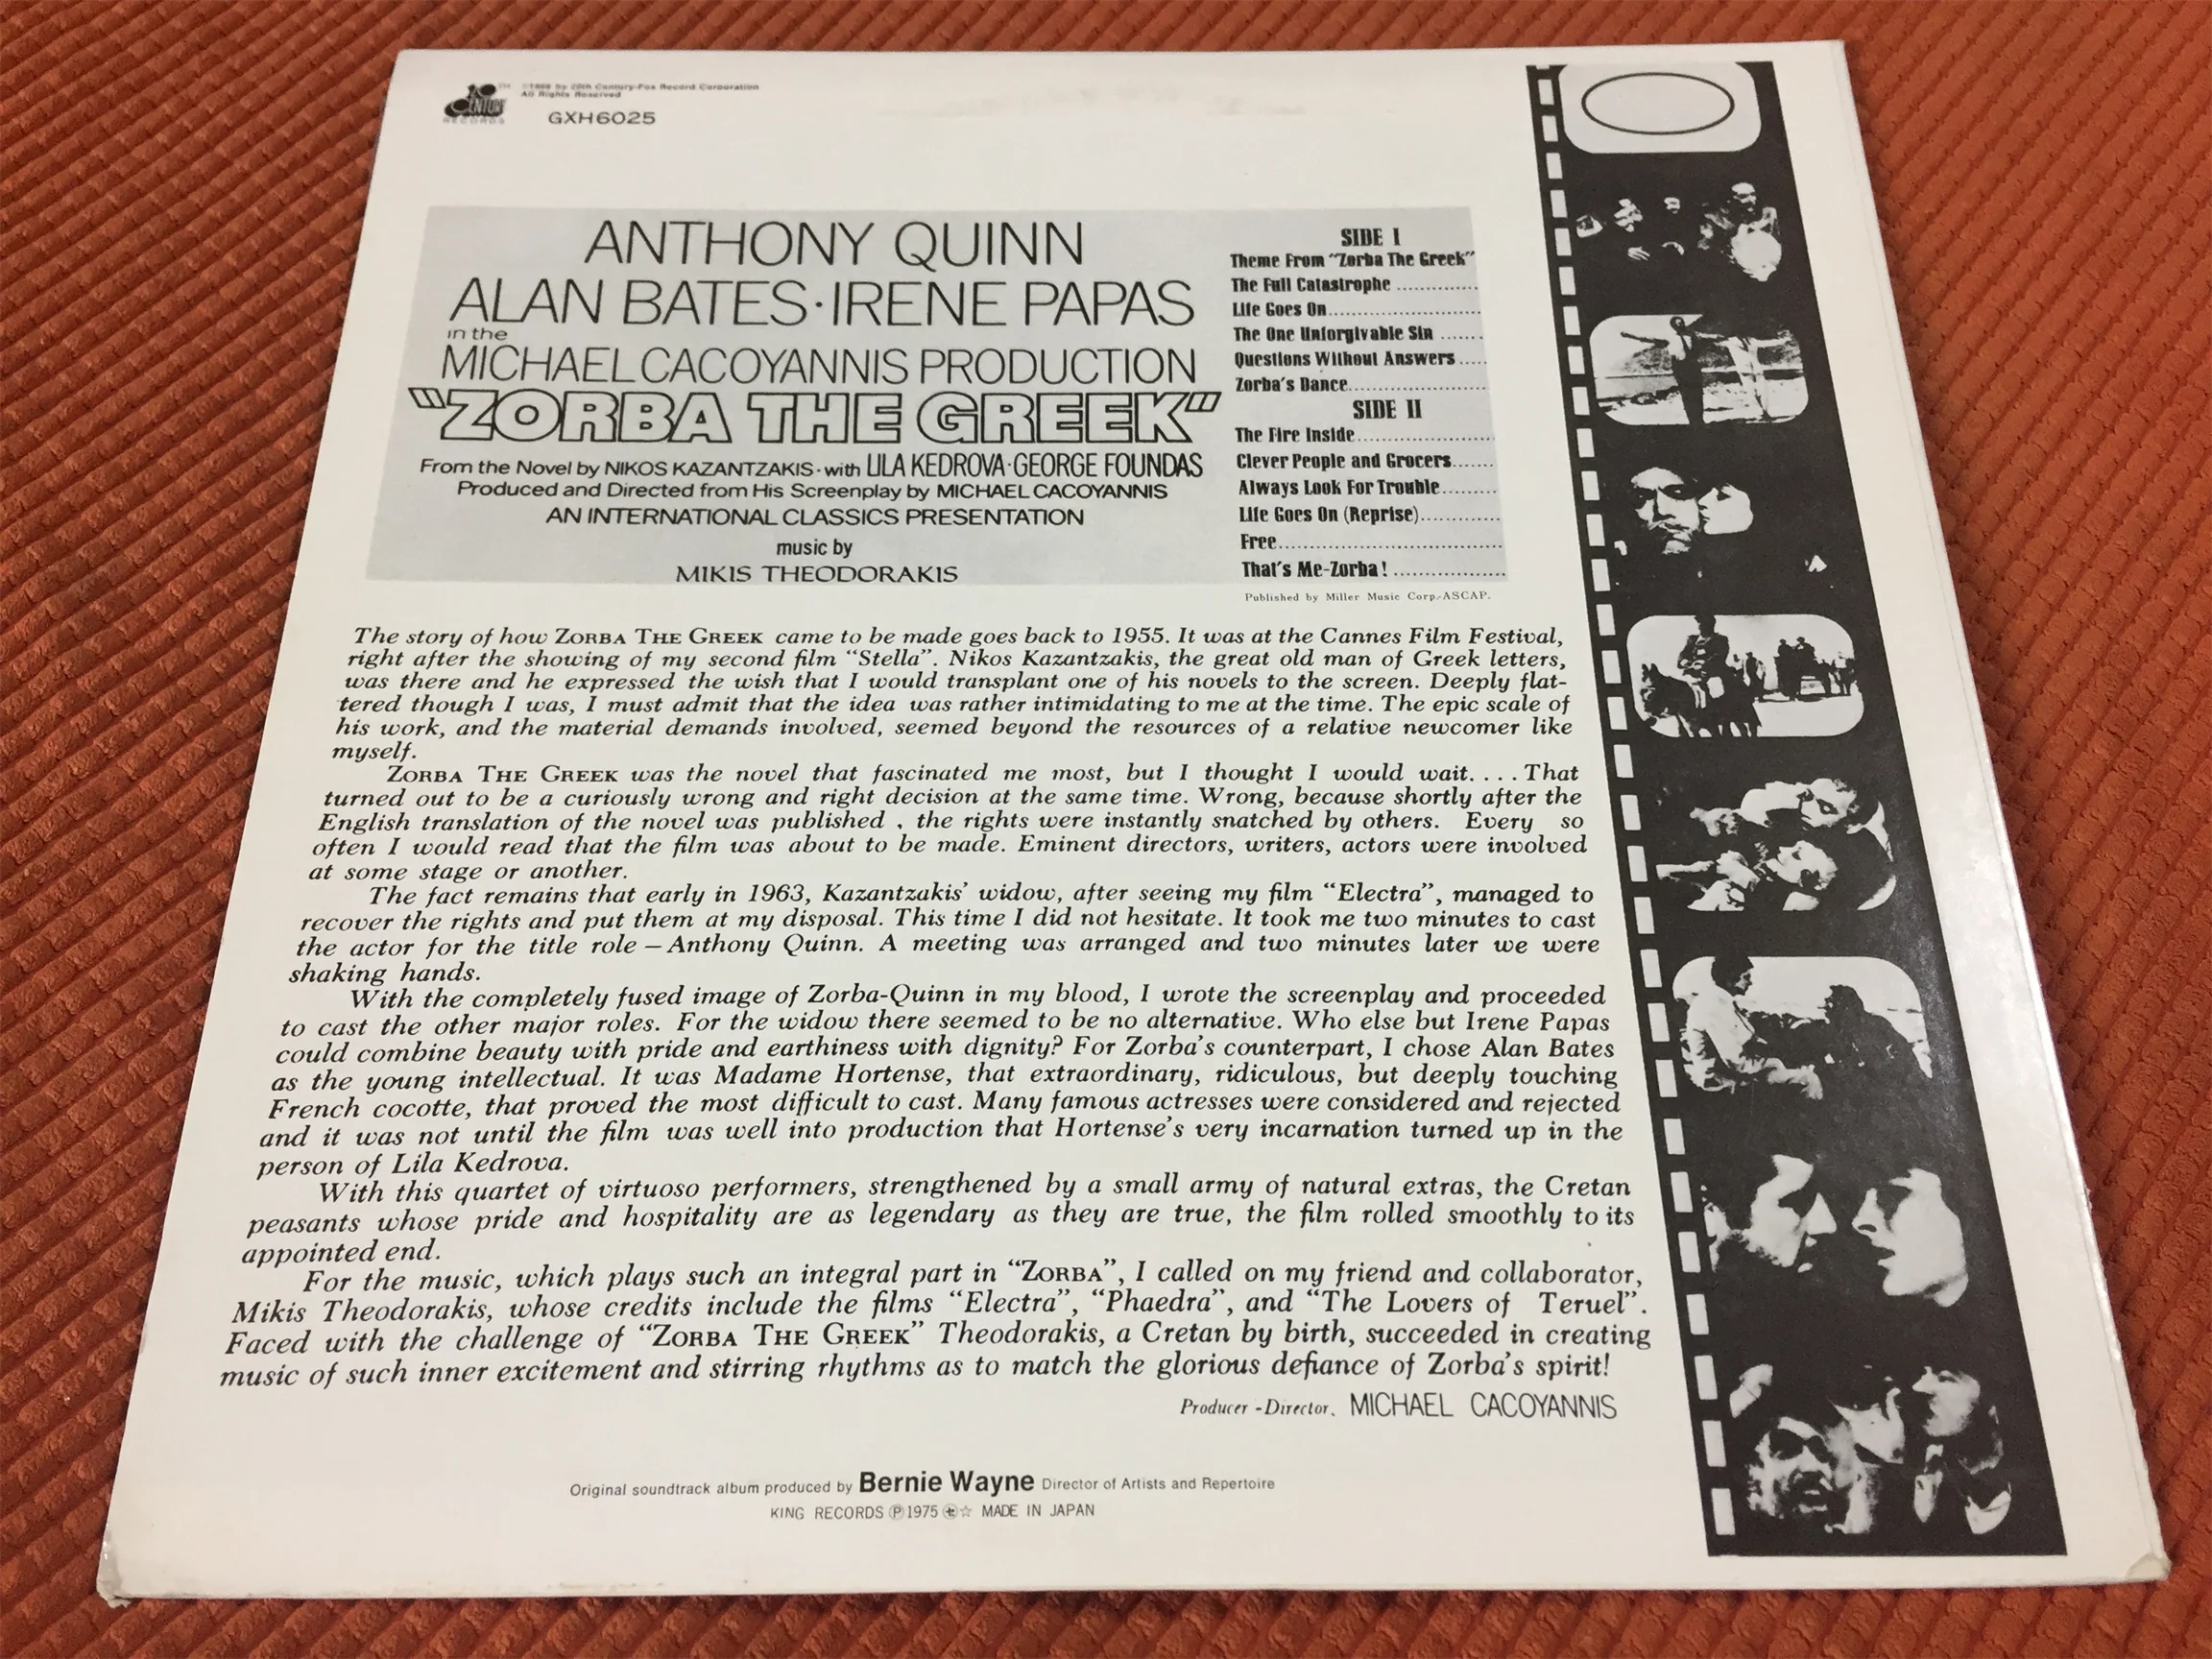 20
CENTURY
RECORDS
TM
by 20th Century-Fox Record Corporation
All Rights Reserved
GXH6025
ANTHONY QUINN
ALAN BATES·IRENE PAPAS
in the
MICHAEL CACOYANNIS PRODUCTION
"ZORBA THE GREEK"
From the Novel by NIKOS KAZANTZAKIS · with LILA KEDROVA · GEORGE FOUNDAS
Produced and Directed from His Screenplay by MICHAEL CACOYANNIS
AN INTERNATIONAL CLASSICS PRESENTATION
music by
MIKIS THEODORAKIS
SIDE I
Theme From "Zorba The Greek"
The Full Catastrophe ..............
Life Goes On..........................
The One Unforgivable Sin .......
Questions Without Answers.....
Zorba's Dance.......................
SIDE II
The Fire Inside.......................
Clever People and Grocers.......
Always Look For Trouble.........
Life Goes On (Reprise).............
Free.....................................
That's Me-Zorba! ..................
Published by Miller Music Corp.-ASCAP.
The story of how ZORBA THE GREEK came to be made goes back to 1955. It was at the Cannes Film Festival,
right after the showing of my second film "Stella". Nikos Kazantzakis, the great old man of Greek letters,
was there and he expressed the wish that I would transplant one of his novels to the screen. Deeply flat-
tered though I was, I must admit that the idea was rather intimidating to me at the time. The epic scale of
his work, and the material demands involved, seemed beyond the resources of a relative newcomer like
myself.
ZORBA THE GREEK was the novel that fascinated me most, but I thought I would wait. . . . That
turned out to be a curiously wrong and right decision at the same time. Wrong, because shortly after the
English translation of the novel was published , the rights were instantly snatched by others. Every so
often I would read that the film was about to be made. Eminent directors, writers, actors were involved
at some stage or another.
The fact remains that early in 1963, Kazantzakis' widow, after seeing my film "Electra", managed to
recover the rights and put them at my disposal. This time I did not hesitate. It took me two minutes to cast
the actor for the title role – Anthony Quinn. A meeting was arranged and two minutes later we were
shaking hands.
With the completely fused image of Zorba-Quinn in my blood, I wrote the screenplay and proceeded
to cast the other major roles. For the widow there seemed to be no alternative. Who else but Irene Papas
could combine beauty with pride and earthiness with dignity? For Zorba's counterpart, I chose Alan Bates
as the young intellectual. It was Madame Hortense, that extraordinary, ridiculous, but deeply touching
French cocotte, that proved the most difficult to cast. Many famous actresses were considered and rejected
and it was not until the film was well into production that Hortense's very incarnation turned up in the
person of Lila Kedrova.
With this quartet of virtuoso performers, strengthened by a small army of natural extras, the Cretan
peasants whose pride and hospitality are as legendary as they are true, the film rolled smoothly to its
appointed end.
For the music, which plays such an integral part in "ZORBA", I called on my friend and collaborator,
Mikis Theodorakis, whose credits include the films "Electra", "Phaedra", and "The Lovers of Teruel".
Faced with the challenge of "ZORBA THE GREEK" Theodorakis, a Cretan by birth, succeeded in creating
music of such inner excitement and stirring rhythms as to match the glorious defiance of Zorba's spirit!
Producer - Director. MICHAEL CACOYANNIS
Original soundtrack album produced by Bernie Wayne Director of Artists and Repertoire
KING RECORDS Ⓟ1975 ☆ MADE IN JAPAN